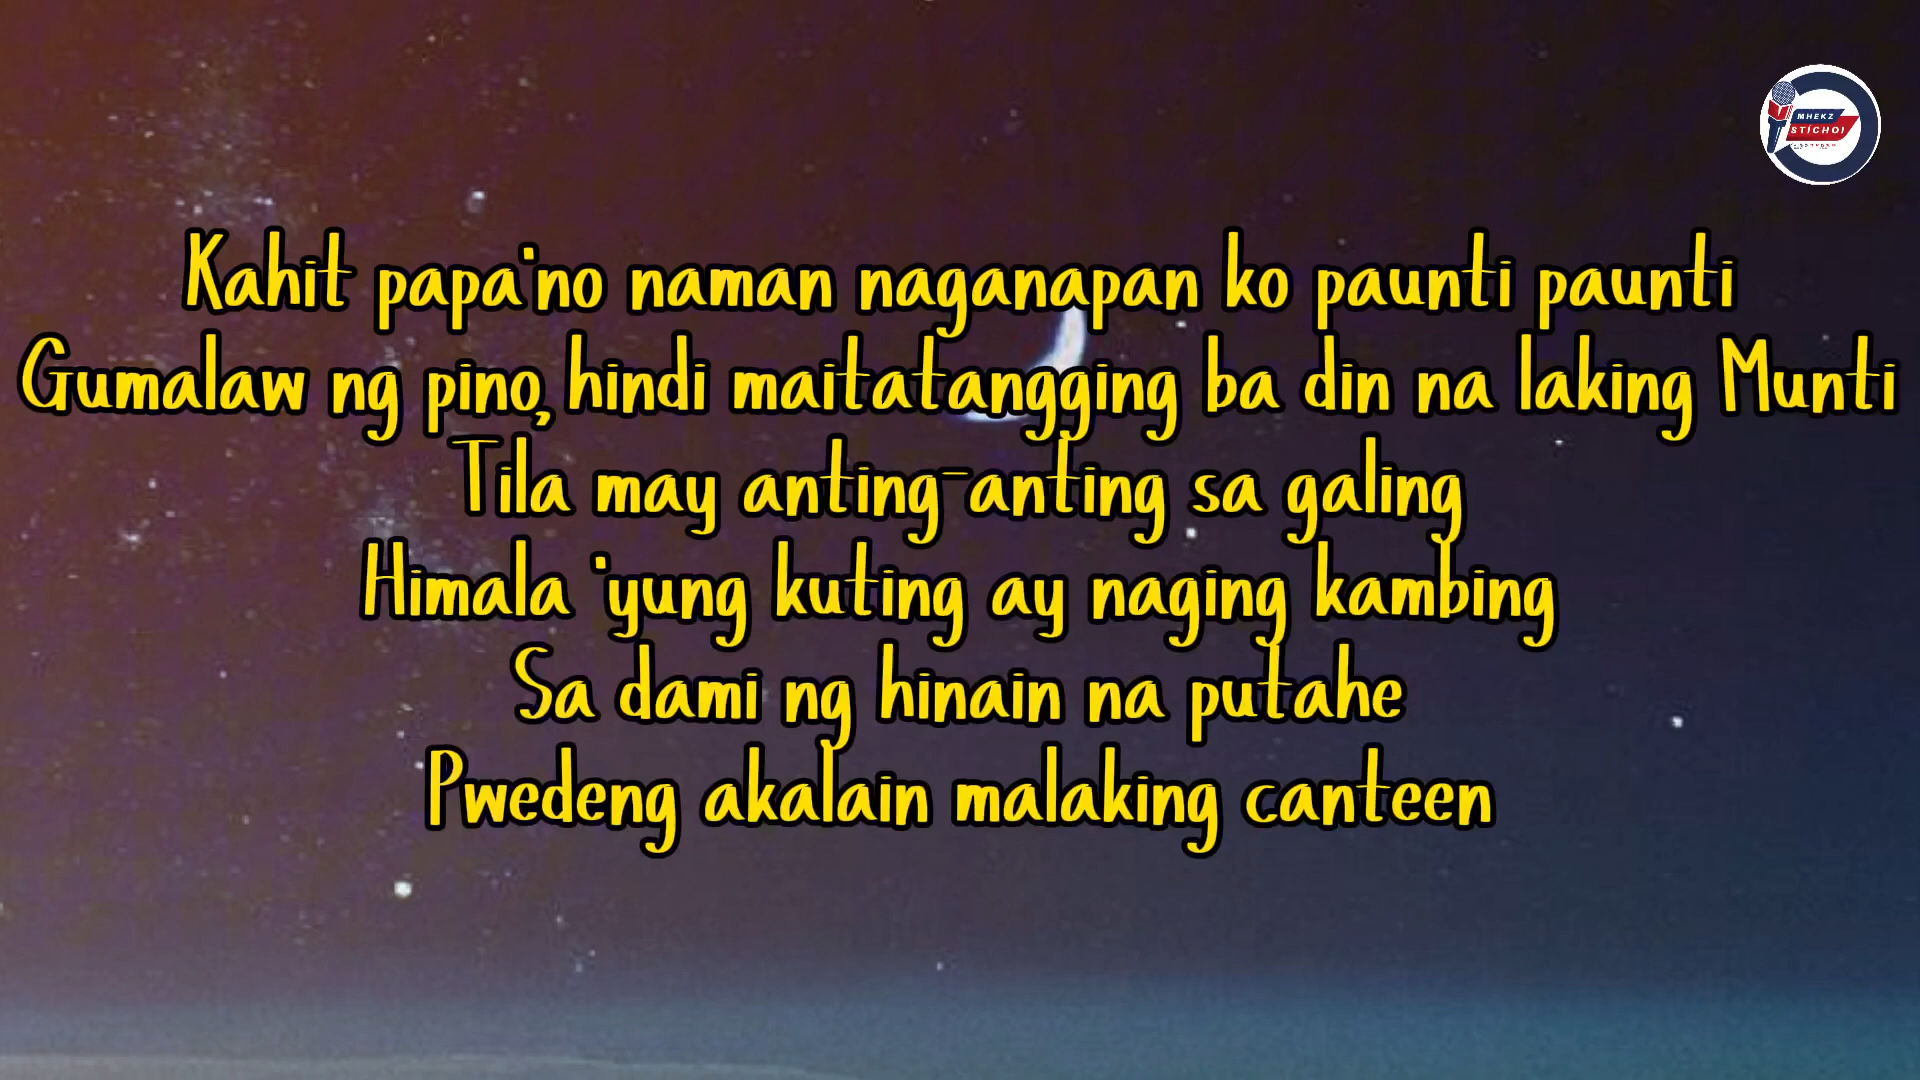 MHEKZ
STÍCHOI
Kahit papa'no naman naganapan ko paunti paunti
Gumalaw ng pino, hindi maitatangging ba din na laking Munti
Tila may anting-anting sa galing
Himala 'yung kuting ay naging kambing
Sa dami ng hinain na putahe
Pwedeng akalain malaking canteen